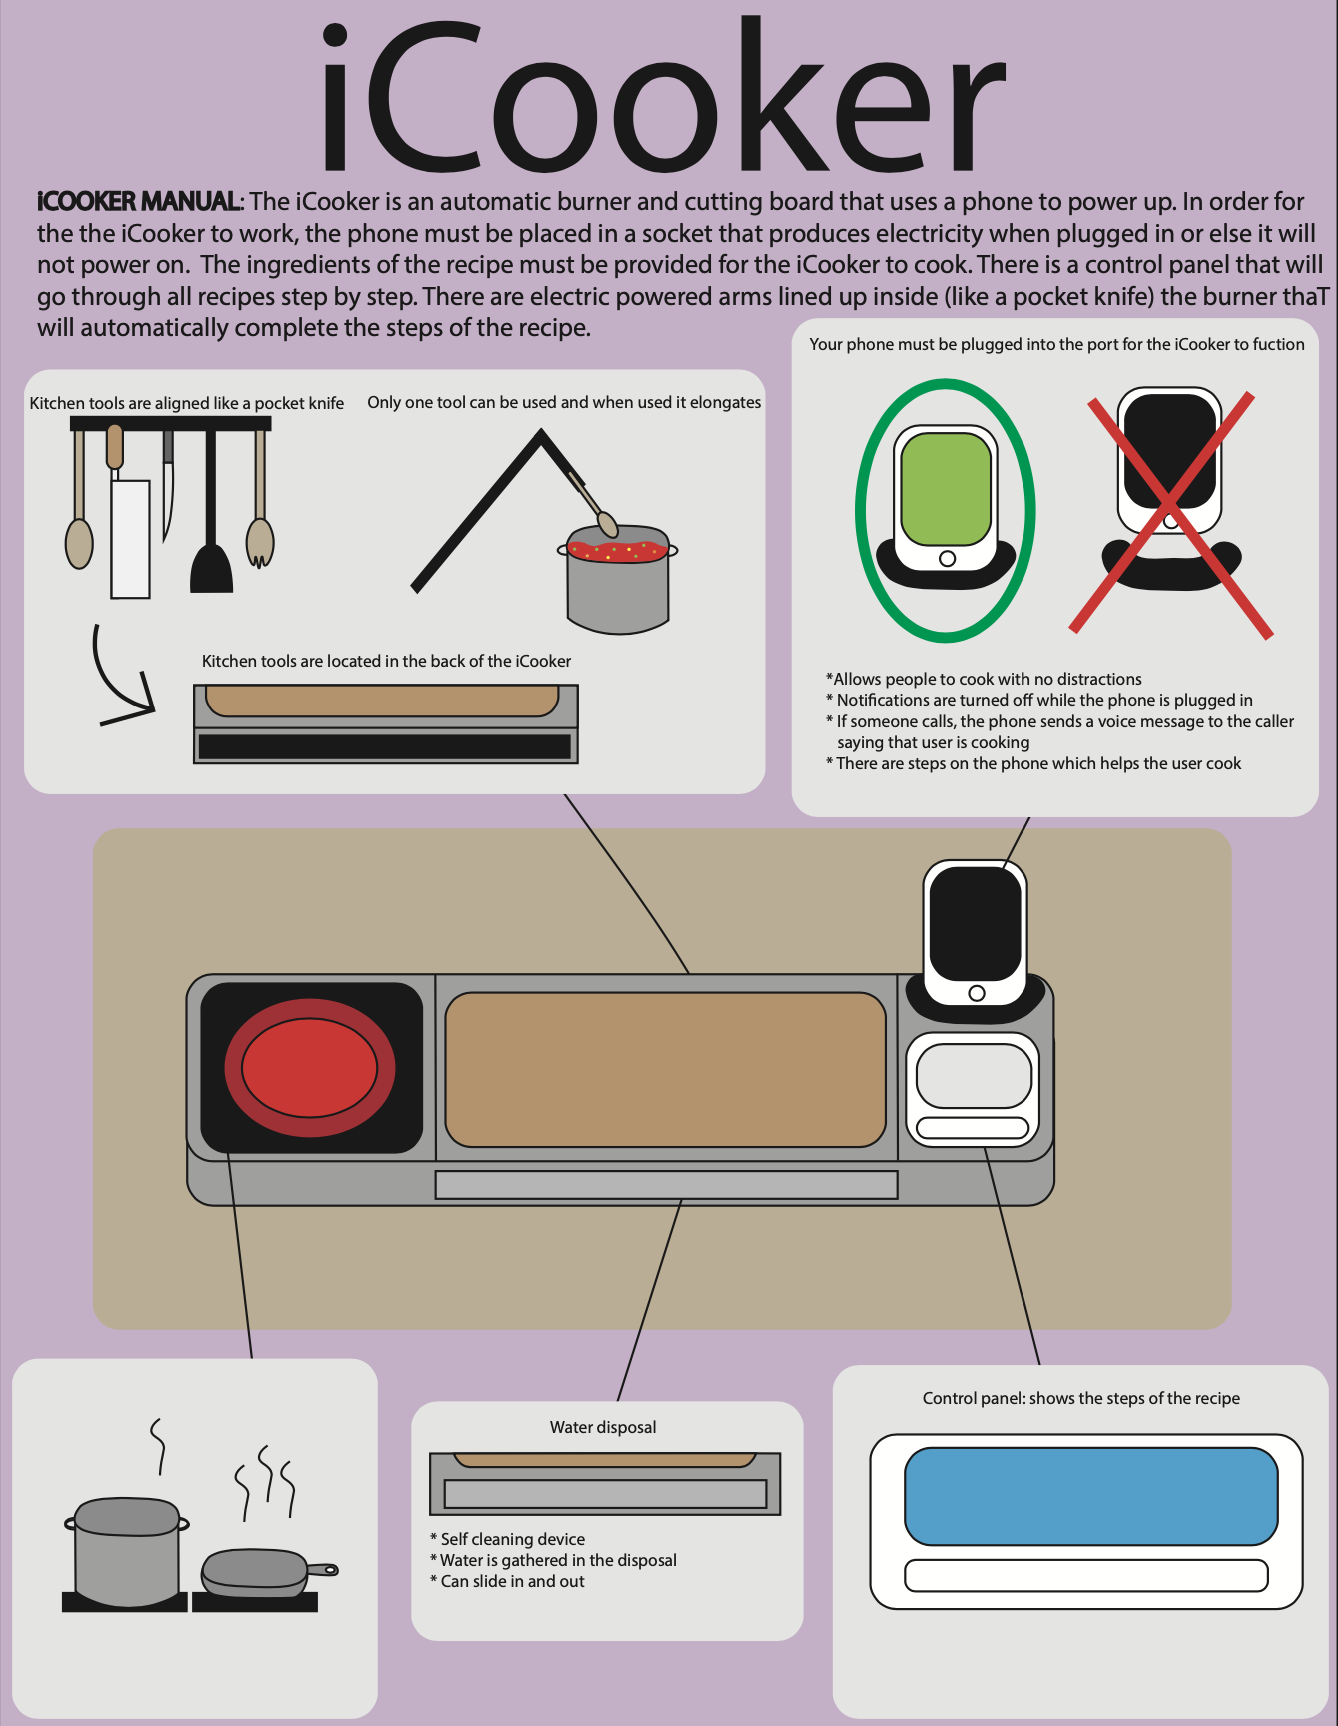 iCooker
iCOOKER MANUAL: The iCooker is an automatic burner and cutting board that uses a phone to power up. In order for
the the iCooker to work, the phone must be placed in a socket that produces electricity when plugged in or else it will
not power on. The ingredients of the recipe must be provided for the iCooker to cook. There is a control panel that will
go through all recipes step by step. There are electric powered arms lined up inside (like a pocket knife) the burner thaT
will automatically complete the steps of the recipe.
Kitchen tools are aligned like a pocket knife
Only one tool can be used and when used it elongates
Kitchen tools are located in the back of the iCooker
Your phone must be plugged into the port for the iCooker to fuction
*Allows people to cook with no distractions
* Notifications are turned off while the phone is plugged in
* If someone calls, the phone sends a voice message to the caller
saying that user is cooking
* There are steps on the phone which helps the user cook
Water disposal
* Self cleaning device
* Water is gathered in the disposal
* Can slide in and out
Control panel: shows the steps of the recipe